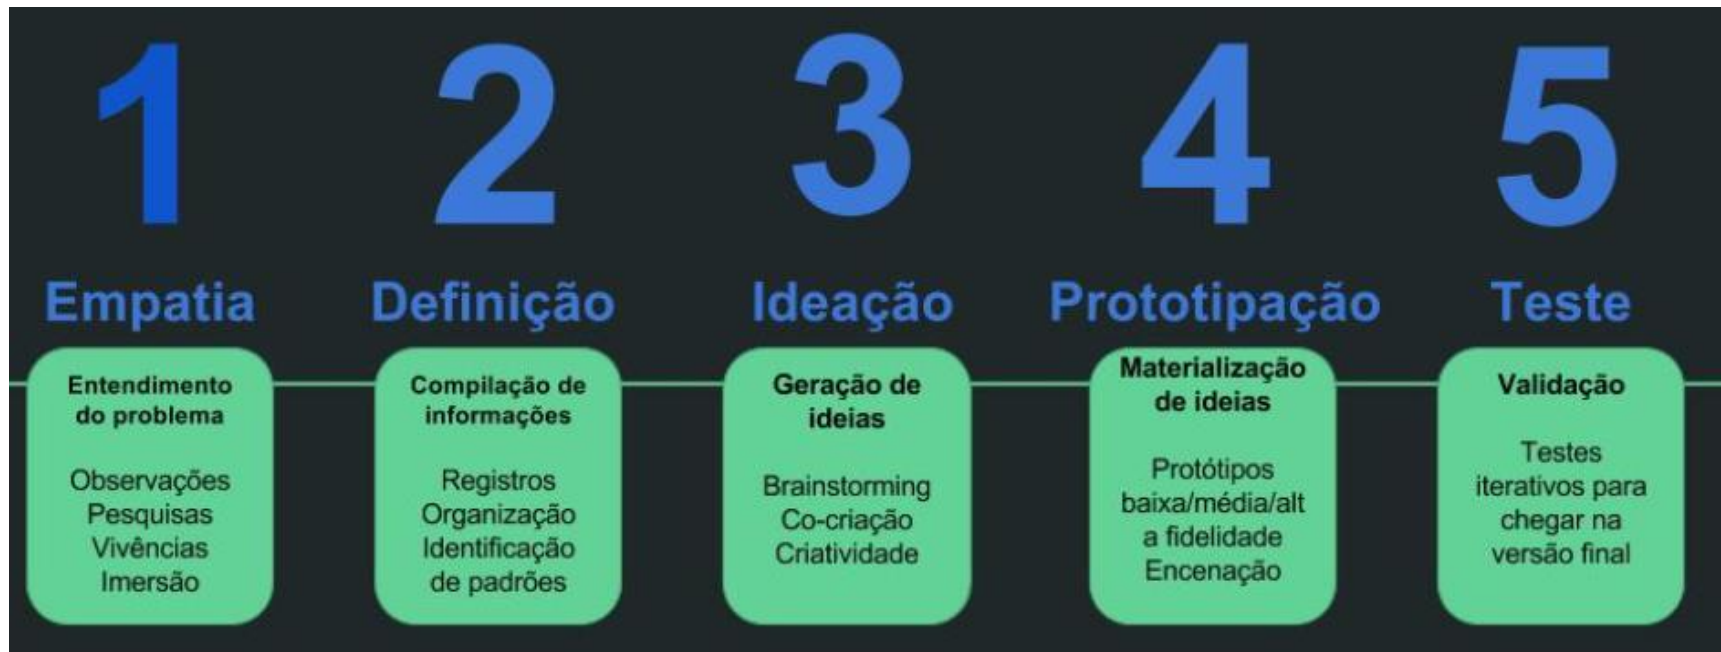 1
Empatia
Entendimento
do problema
Observações
Pesquisas
Vivências
Imersão
2
Definição
Compilação de
informações
Registros
Organização
Identificação
de padrões
3
Ideação
Geração de
ideias
Brainstorming
Co-criação
Criatividade
4
Prototipação
Materialização
de ideias
Protótipos
baixa/média/alt
a fidelidade
Encenação
5
Teste
Validação
Testes
iterativos para
chegar na
versão final